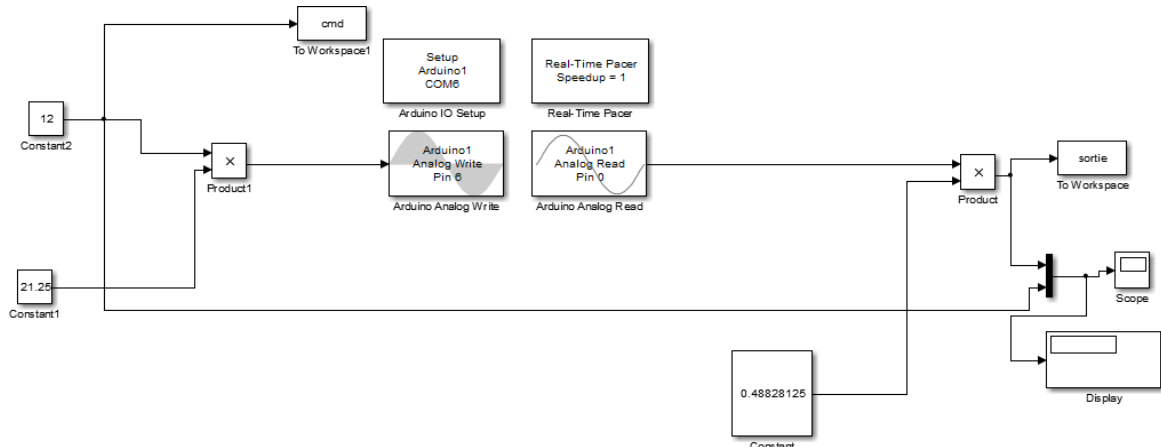 cmd
To Workspace1
Setup
Arduino1
COM6
Arduino IO Setup
Real-Time Pacer
Speedup = 1
Real-Time Pacer
12
Constant2
×
Product1
Arduino1
Analog Write
Pin 6
Arduino Analog Write
Arduino1
Analog Read
Pin 0
Arduino Analog Read
×
Product
sortie
To Workspace
21.25
Constant1
Scope
0.48828125
Constant
Display